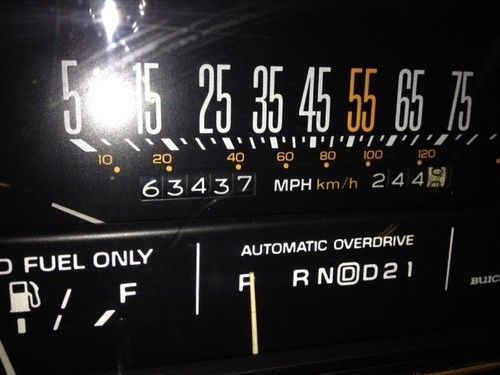 5 15 25 35 45 55 65 75
10 20 40 60 80 100 120
63437 MPH km/h 244
D FUEL ONLY AUTOMATIC OVERDRIVE
F P R N D D 2 1
BUIC